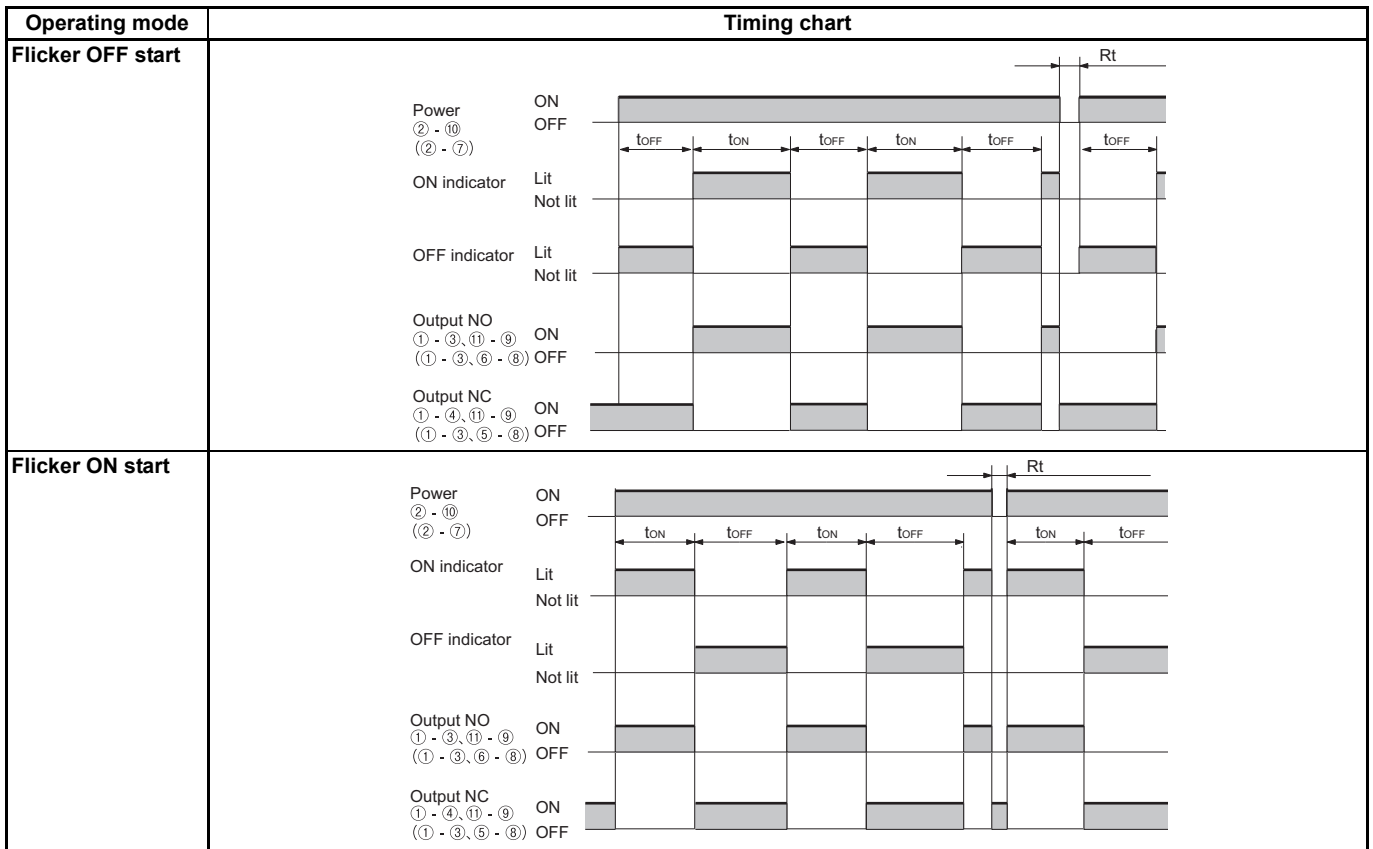 Operating mode Timing chart
Flicker OFF start
Rt
Power ON
② - ⑩ OFF
(② - ⑦)
tOFF tON tOFF tON tOFF tOFF
ON indicator Lit
Not lit
OFF indicator Lit
Not lit
Output NO
① - ③、⑪ - ⑨ ON
(① - ③、⑥ - ⑧) OFF
Output NC
① - ④、⑪ - ⑨ ON
(① - ③、⑤ - ⑧) OFF
Flicker ON start
Rt
Power ON
② - ⑩ OFF
(② - ⑦)
tON tOFF tON tOFF tON tOFF
ON indicator Lit
Not lit
OFF indicator Lit
Not lit
Output NO
① - ③、⑪ - ⑨ ON
(① - ③、⑥ - ⑧) OFF
Output NC
① - ④、⑪ - ⑨ ON
(① - ③、⑤ - ⑧) OFF